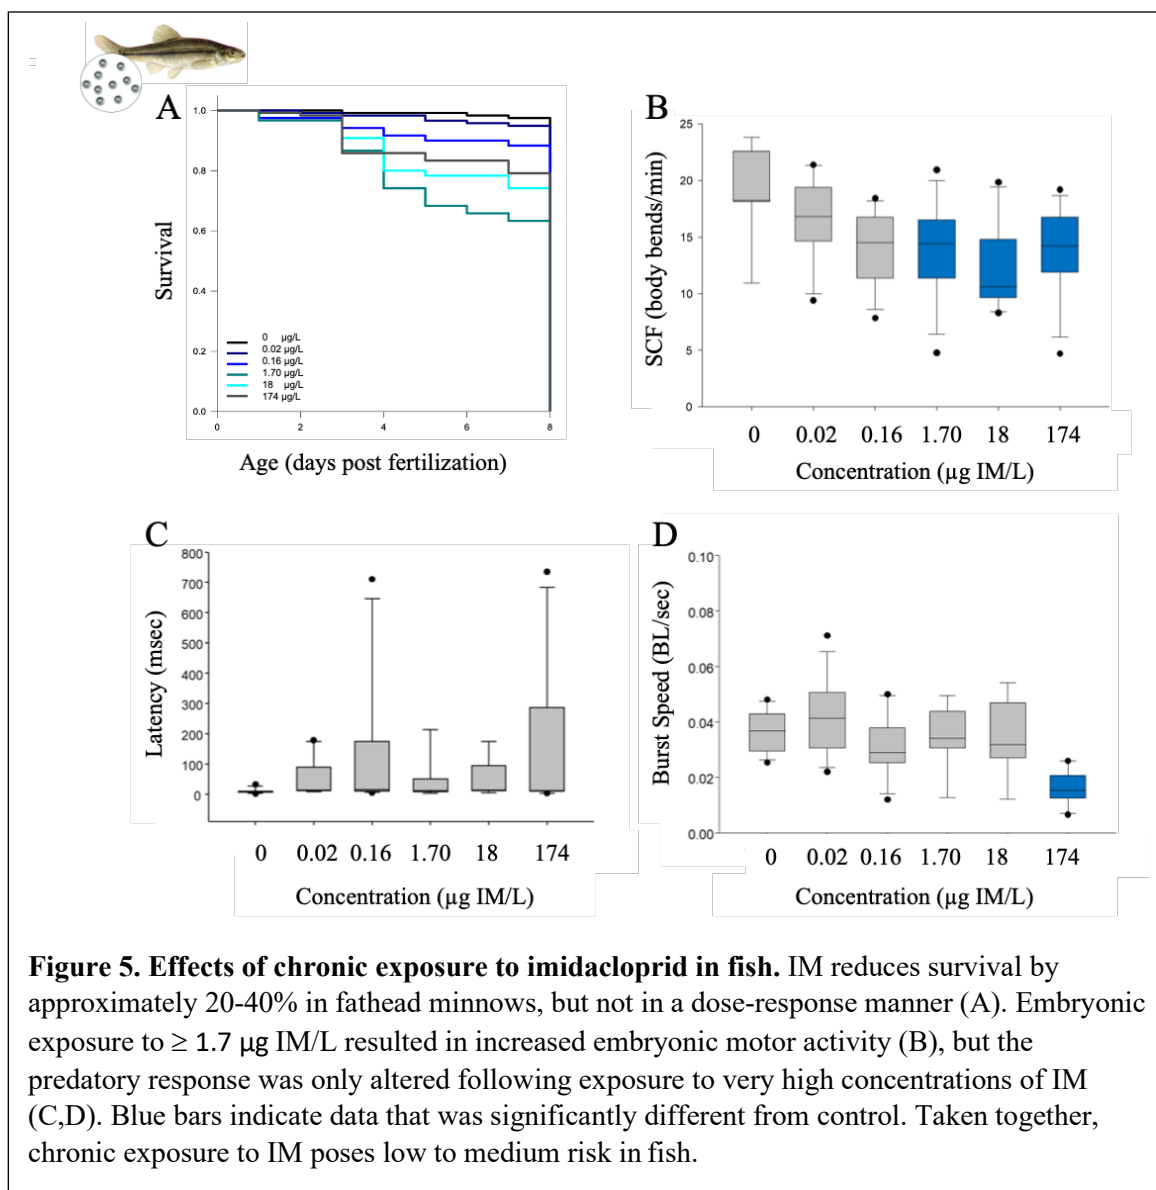 A
1.0
0.8
0.6
0.4
0.2
0.0
Survival
0 µg/L
0.02 µg/L
0.16 µg/L
1.70 µg/L
18 µg/L
174 µg/L
0 2 4 6 8
Age (days post fertilization)
B
25
20
15
10
5
0
SCF (body bends/min)
0 0.02 0.16 1.70 18 174
Concentration (µg IM/L)
C
800
700
600
500
400
300
200
100
0
Latency (msec)
0 0.02 0.16 1.70 18 174
Concentration (µg IM/L)
D
0.10
0.08
0.06
0.04
0.02
0.00
Burst Speed (BL/sec)
0 0.02 0.16 1.70 18 174
Concentration (µg IM/L)
Figure 5. Effects of chronic exposure to imidacloprid in fish. IM reduces survival by
approximately 20-40% in fathead minnows, but not in a dose-response manner (A). Embryonic
exposure to ≥ 1.7 µg IM/L resulted in increased embryonic motor activity (B), but the
predatory response was only altered following exposure to very high concentrations of IM
(C,D). Blue bars indicate data that was significantly different from control. Taken together,
chronic exposure to IM poses low to medium risk in fish.